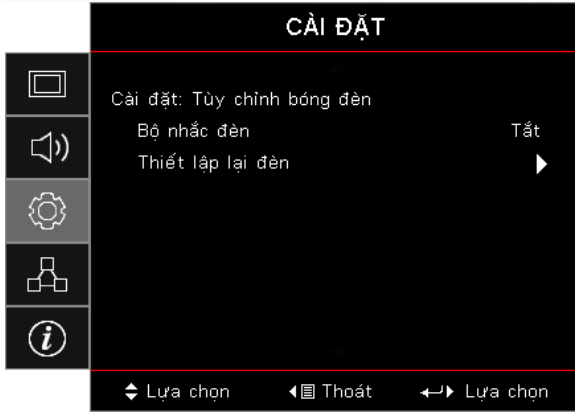 CÀI ĐẶT
Cài đặt: Tùy chỉnh bóng đèn
Bộ nhắc đèn Tắt
Thiết lập lại đèn
Lựa chọn Thoát Lựa chọn